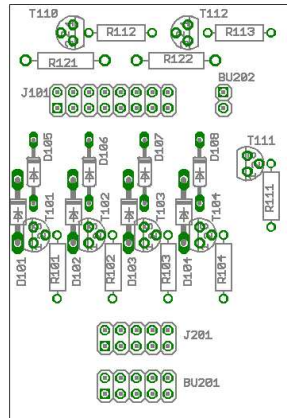 T110 T112
R112 R113
R121 R122
BU202
J101
D105 D106 D107 D108
T111
T101 T102 T103 T104
R111
D101 R101 D102 R102 D103 R103 D104 R104
J201
BU201